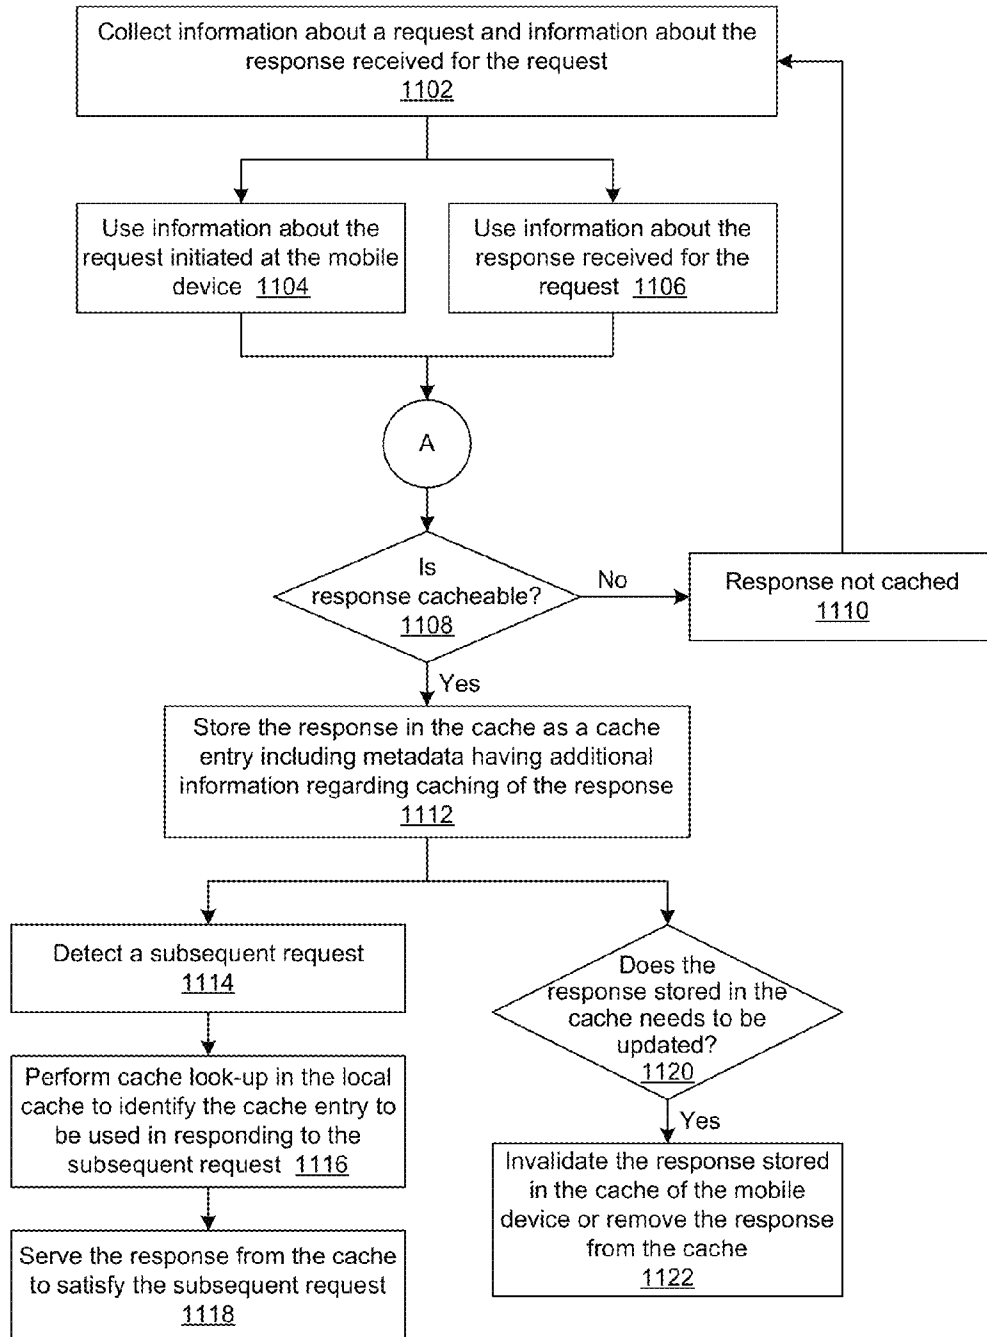 Collect information about a request and information about the
response received for the request
1102
Use information about the
request initiated at the mobile
device 1104
Use information about the
response received for the
request 1106
A
Is
response cacheable?
1108
No
Response not cached
1110
Yes
Store the response in the cache as a cache
entry including metadata having additional
information regarding caching of the response
1112
Detect a subsequent request
1114
Does the
response stored in the
cache needs to be
updated?
1120
Perform cache look-up in the local
cache to identify the cache entry to
be used in responding to the
subsequent request 1116
Yes
Invalidate the response stored
in the cache of the mobile
device or remove the response
from the cache
1122
Serve the response from the cache
to satisfy the subsequent request
1118